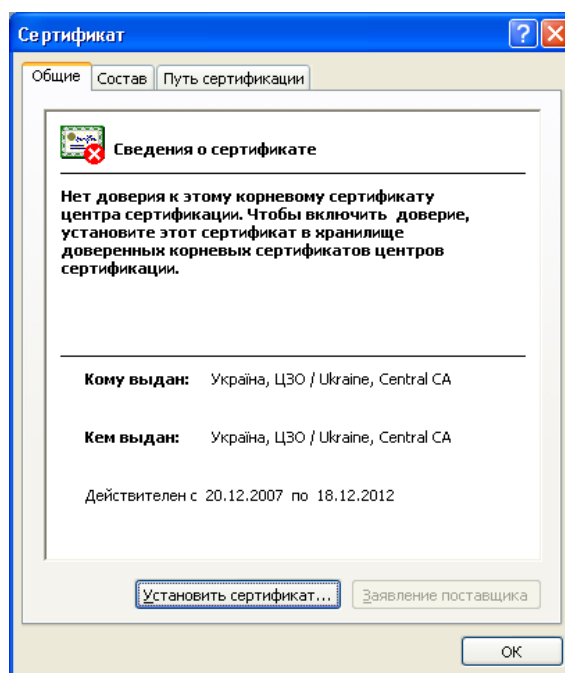 Сертификат
Общие Состав Путь сертификации
Сведения о сертификате
Нет доверия к этому корневому сертификату
центра сертификации. Чтобы включить доверие,
установите этот сертификат в хранилище
доверенных корневых сертификатов центров
сертификации.
Кому выдан: Україна, ЦЗО / Ukraine, Central CA
Кем выдан: Україна, ЦЗО / Ukraine, Central CA
Действителен с 20.12.2007 по 18.12.2012
Установить сертификат... Заявление поставщика
ОК